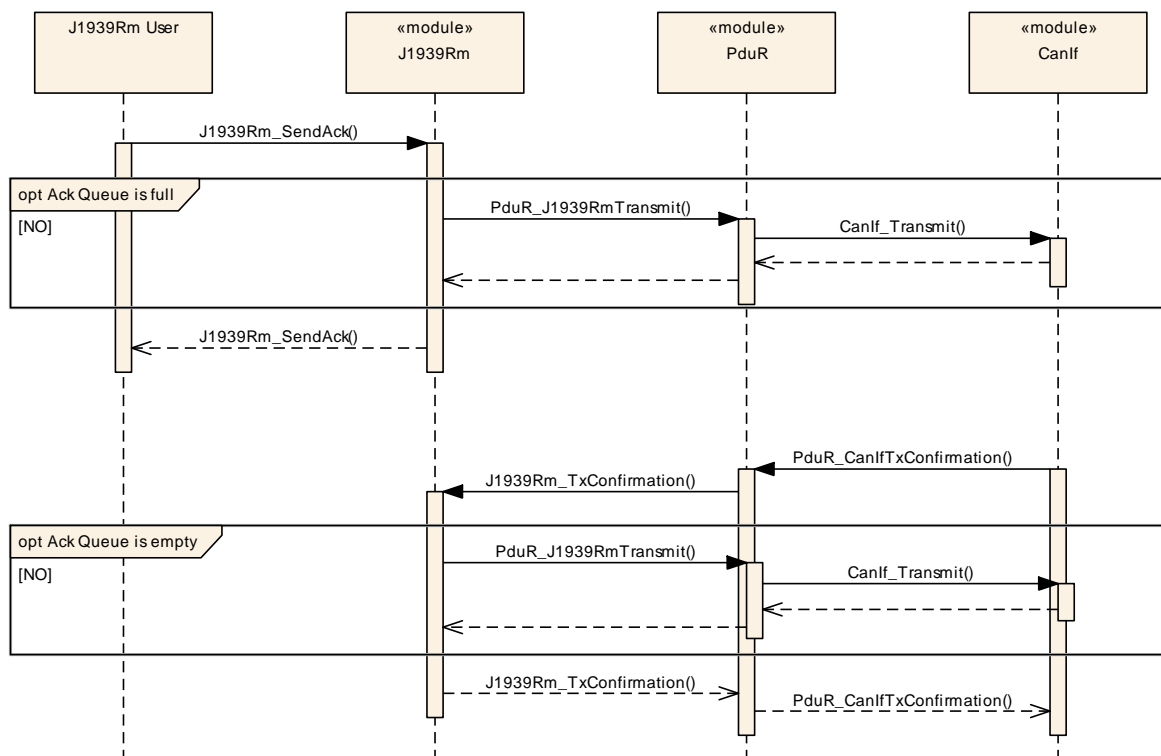 J1939Rm User
«module»
J1939Rm
«module»
PduR
«module»
CanIf
J1939Rm_SendAck()
opt Ack Queue is full
[NO]
PduR_J1939RmTransmit()
CanIf_Transmit()
J1939Rm_SendAck()
PduR_CanIfTxConfirmation()
J1939Rm_TxConfirmation()
opt Ack Queue is empty
[NO]
PduR_J1939RmTransmit()
CanIf_Transmit()
J1939Rm_TxConfirmation()
PduR_CanIfTxConfirmation()